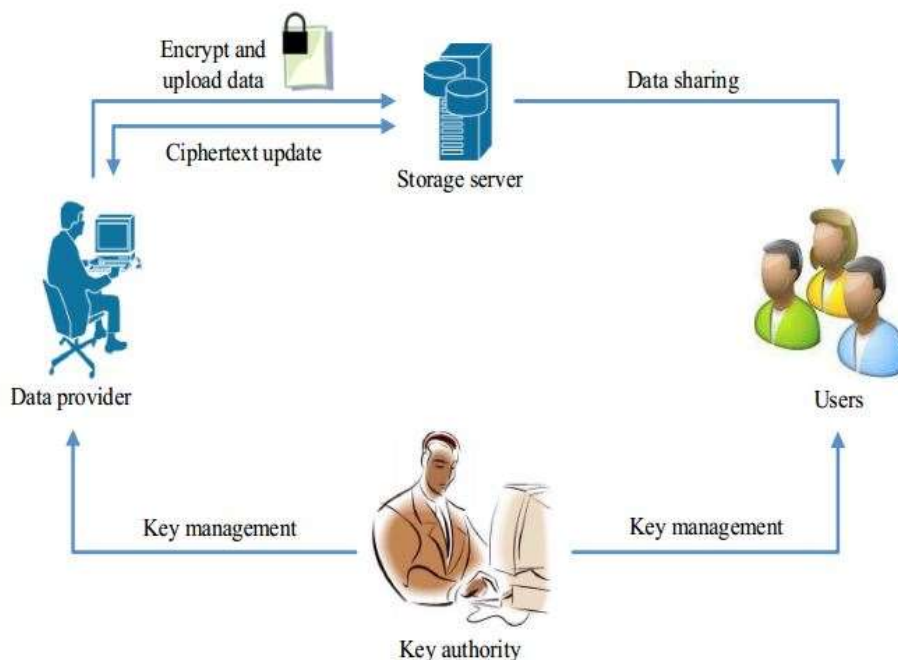 Encrypt and
upload data
Data sharing
Ciphertext update
Storage server
Data provider
Users
Key management
Key management
Key authority